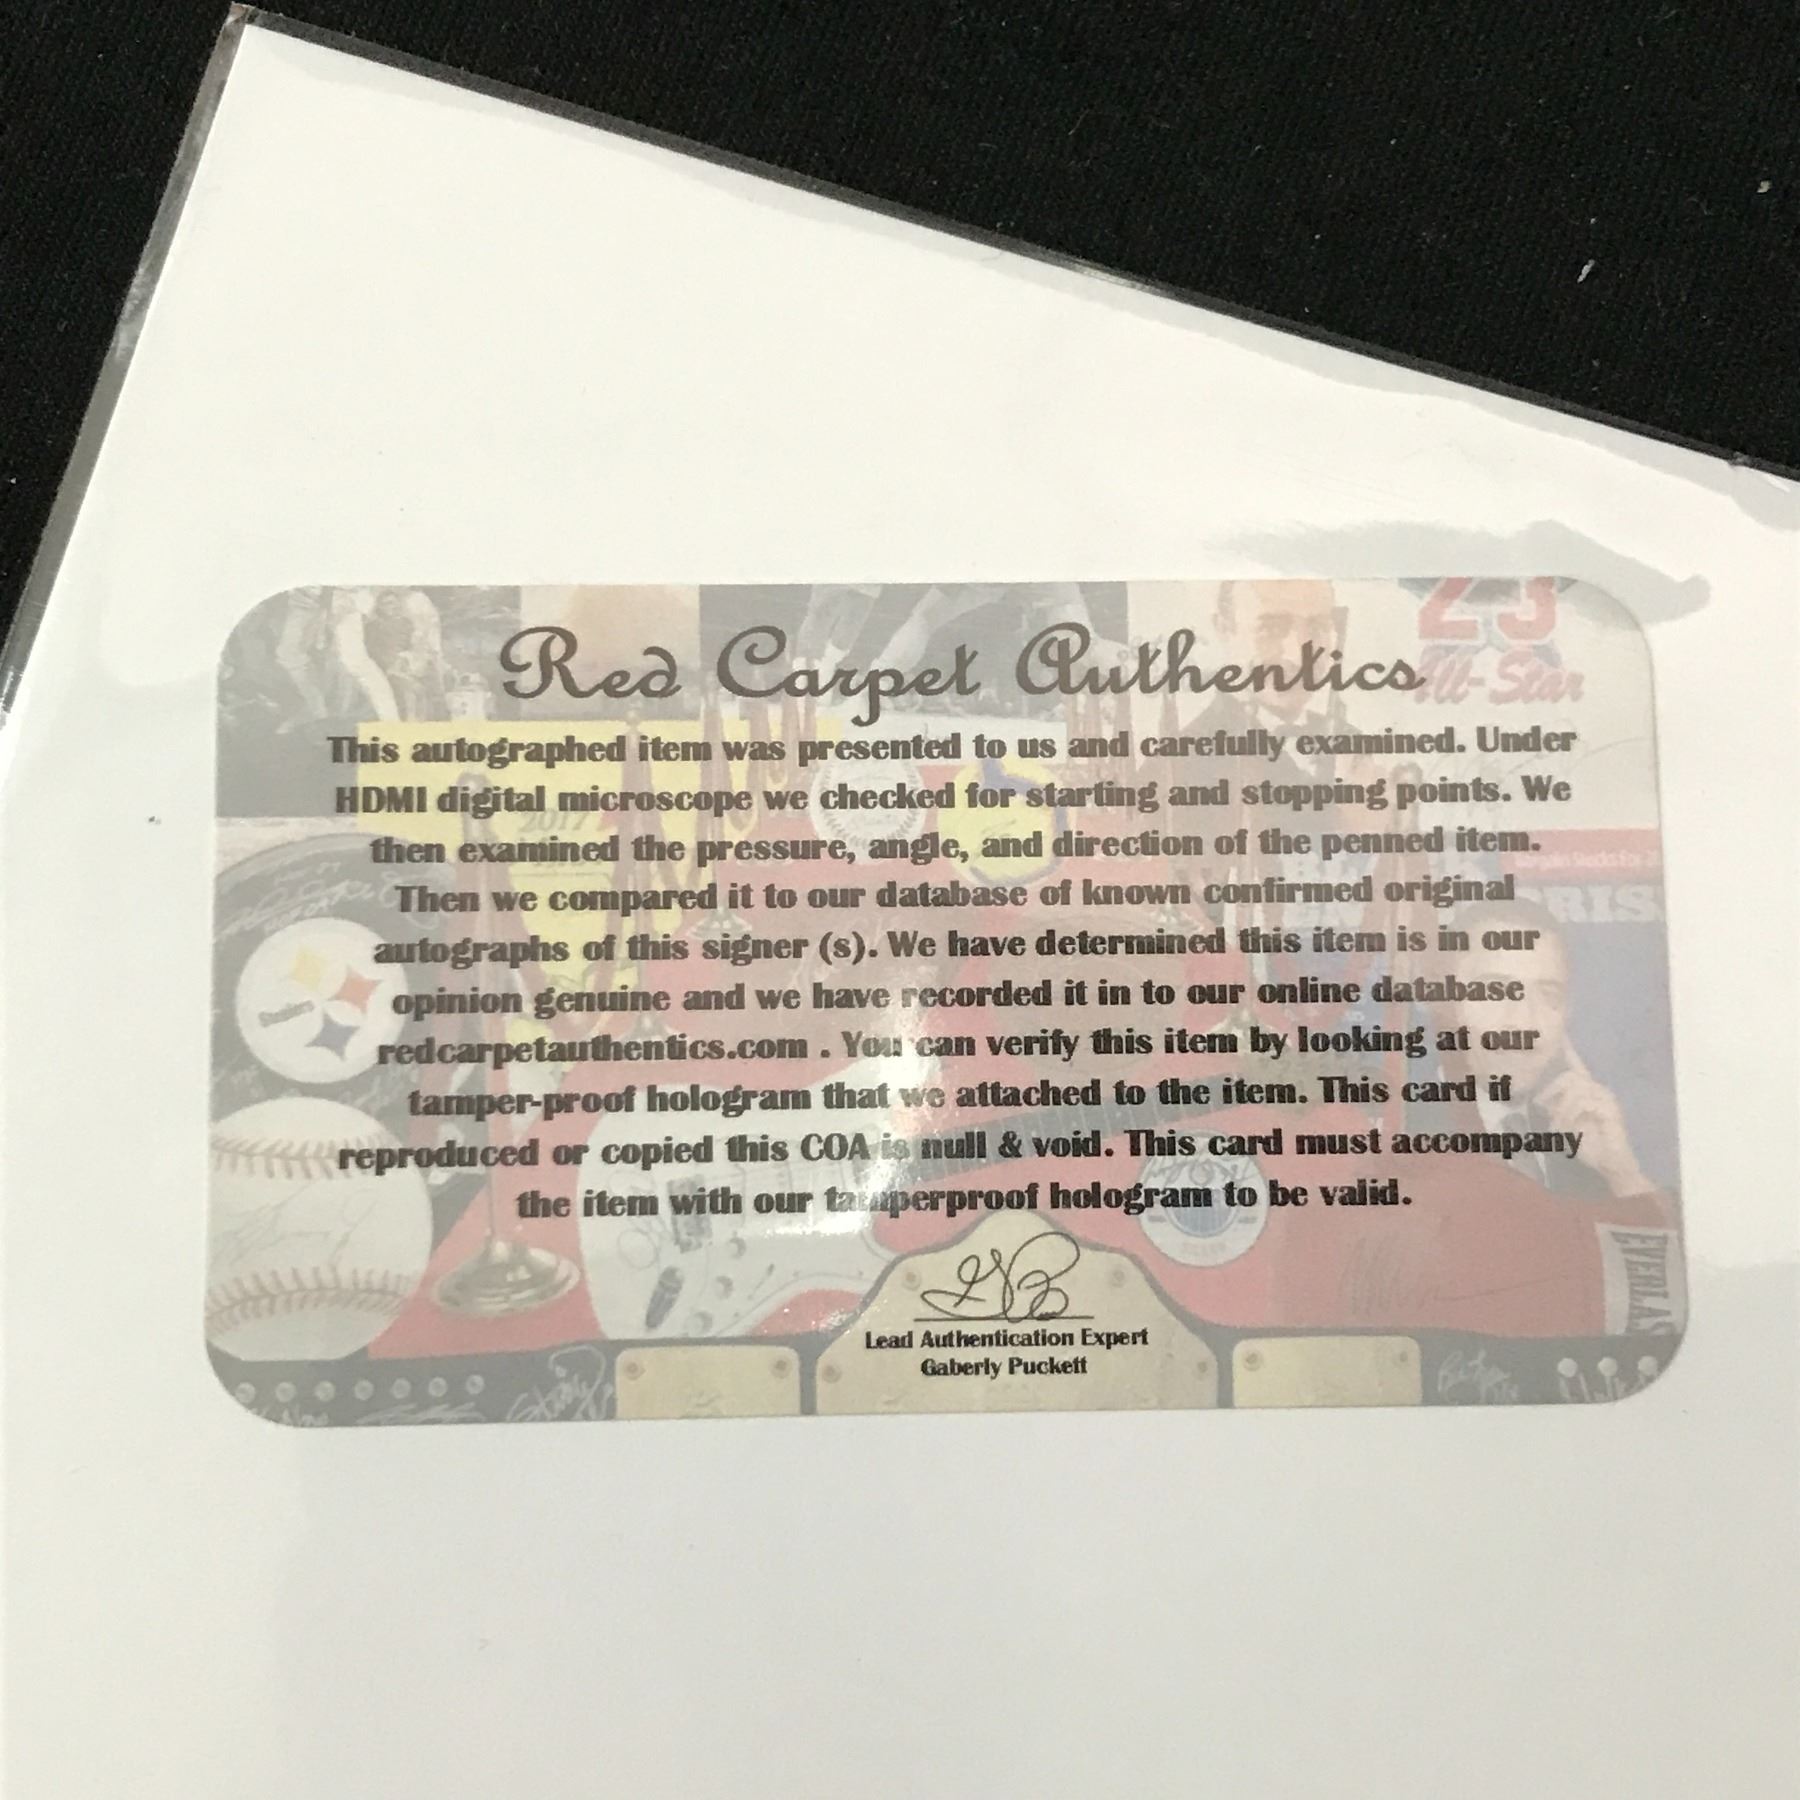 Red Carpet Authentics
This autographed item was presented to us and carefully examined. Under
HDMI digital microscope we checked for starting and stopping points. We
then examined the pressure, angle, and direction of the penned item.
Then we compared it to our database of known confirmed original
autographs of this signer (s). We have determined this item is in our
opinion genuine and we have recorded it in to our online database
redcarpetauthentics.com . You can verify this item by looking at our
tamper-proof hologram that we attached to the item. This card if
reproduced or copied this COA is null & void. This card must accompany
the item with our tamperproof hologram to be valid.
Lead Authentication Expert
Gaberly Puckett
23
All-Star
2017
Steelers
EVERLAS